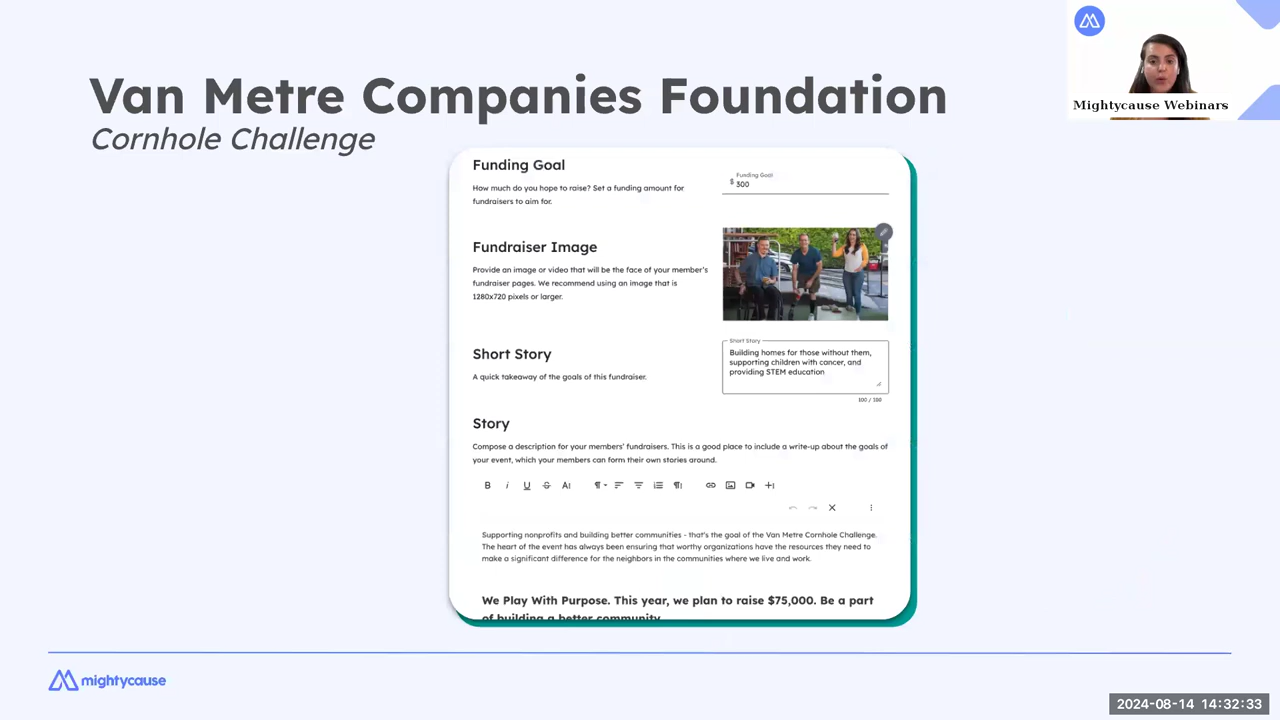 Van Metre Companies Foundation
Cornhole Challenge
Mightycause Webinars
Funding Goal
How much do you hope to raise? Set a funding amount for
fundraisers to aim for.
Funding Goal
$ 300
Fundraiser Image
Provide an image or video that will be the face of your member's
fundraiser pages. We recommend using an image that is
1280x720 pixels or larger.
Short Story
A quick takeaway of the goals of this fundraiser.
Short Story
Building homes for those without them,
supporting children with cancer, and
providing STEM education
100 / 100
Story
Compose a description for your members' fundraisers. This is a good place to include a write-up about the goals of
your event, which your members can form their own stories around.
Supporting nonprofits and building better communities - that's the goal of the Van Metre Cornhole Challenge.
The heart of the event has always been ensuring that worthy organizations have the resources they need to
make a significant difference for the neighbors in the communities where we live and work.
We Play With Purpose. This year, we plan to raise $75,000. Be a part
of building a better community
mightycause
2024-08-14 14:32:33